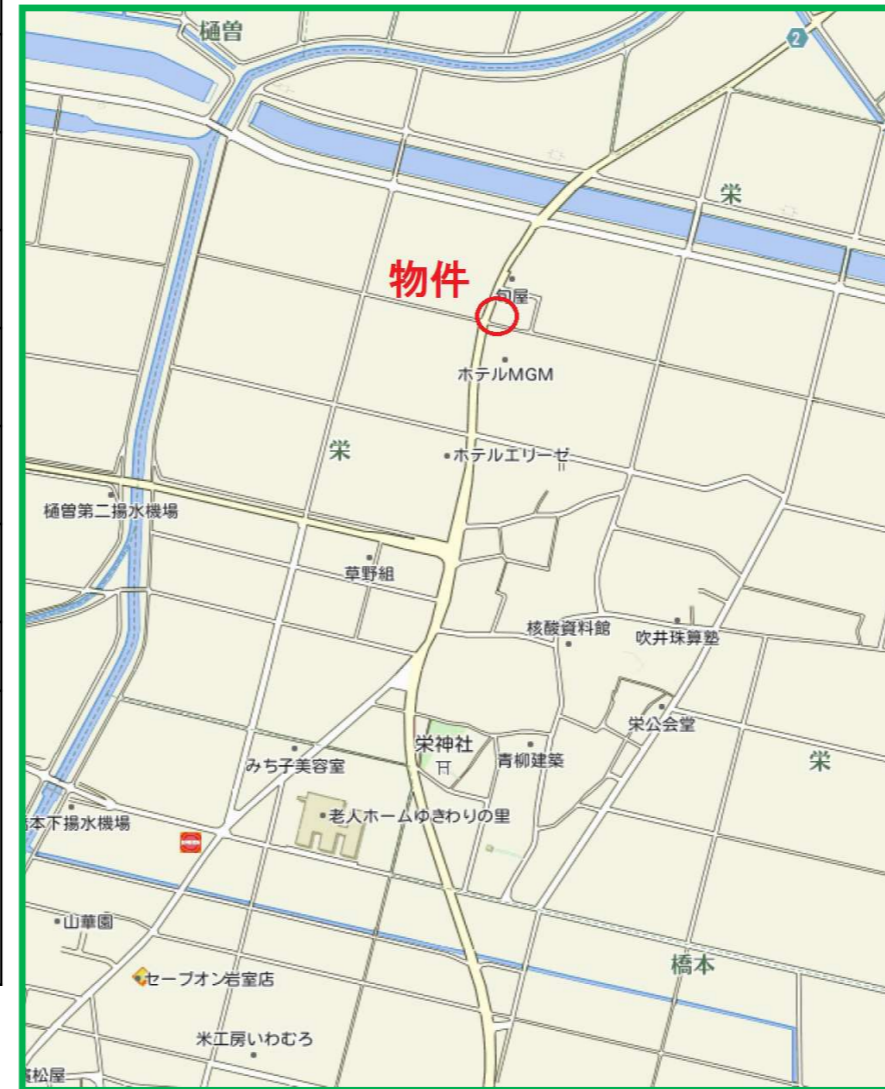 樋曽
2
栄
物件
旬屋
ホテルMGM
栄
ホテルエリーゼ
樋曽第二揚水機場
草野組
核酸資料館
吹井珠算塾
栄公会堂
栄神社
青柳建築
栄
みち子美容室
老人ホームゆきわりの里
本下揚水機場
山華園
橋本
セーブオン岩室店
米工房いわむろ
松屋